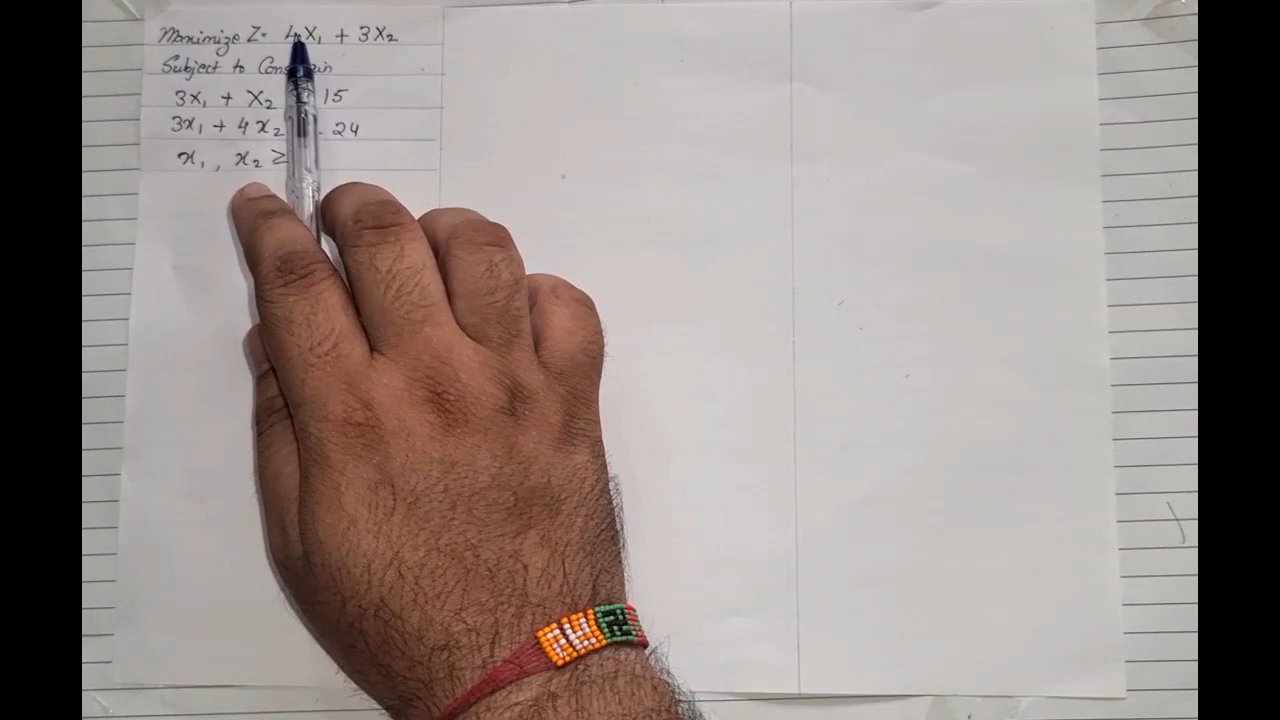 Maximize Z= 4X₁ + 3X₂
Subject to
3X₁ + X₂ 15
3x₁ + 4x₂ 24
x₁ , x₂ ≥